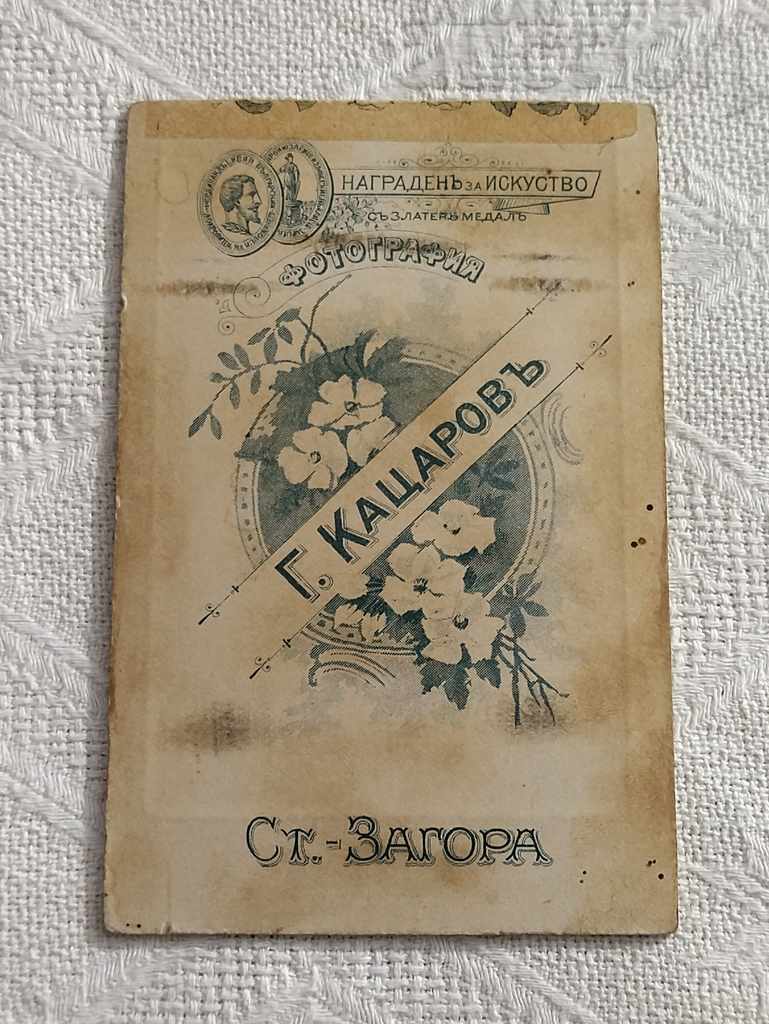 НАГРАДЕНЪ ЗА ИСКУСТВО
СЪ ЗЛАТЕНЪ МЕДАЛЪ
ФОТОГРАФИЯ
Г. КАЦАРОВЪ
СТ.-ЗАГОРА